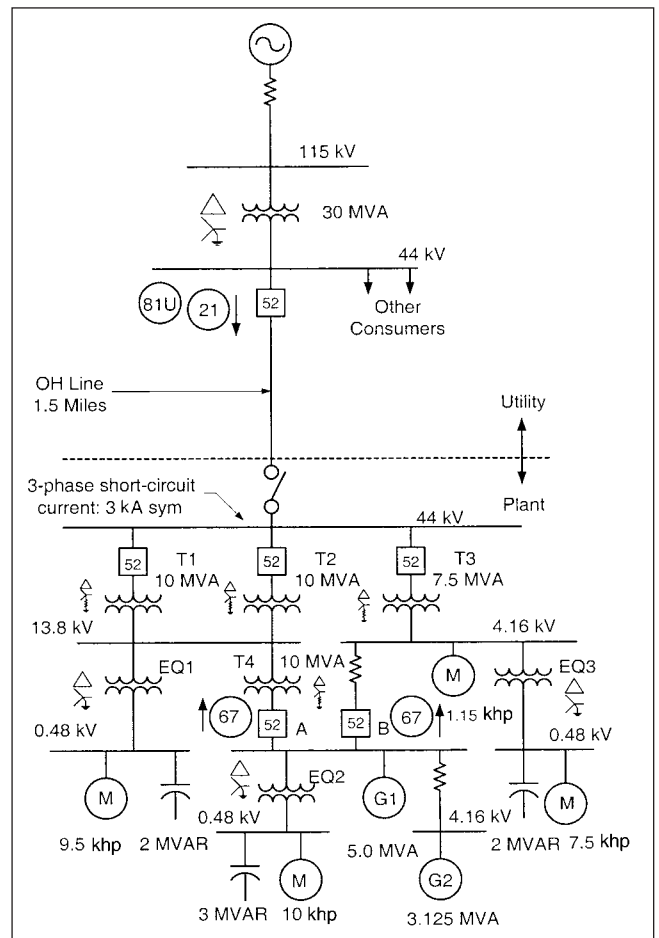 115 kV
30 MVA
44 kV
81U
21
52
Other
Consumers
OH Line
1.5 Miles
Utility
3-phase short-circuit
current: 3 kA sym
Plant
44 kV
52
T1
10 MVA
52
T2
10 MVA
52
T3
7.5 MVA
13.8 kV
4.16 kV
EQ1
T4
10 MVA
M
EQ3
67
52
A
52
B
67
1.15 khp
0.48 kV
0.48 kV
EQ2
G1
M
0.48 kV
4.16 kV
M
9.5 khp
2 MVAR
5.0 MVA
2 MVAR
7.5 khp
M
G2
3 MVAR
10 khp
3.125 MVA